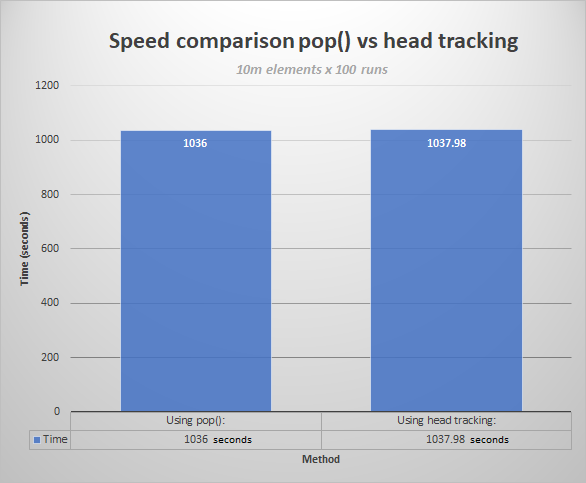 Speed comparison pop() vs head tracking
10m elements x 100 runs
1200
1000
800
600
400
200
0
Time (seconds)
1036
1037.98
Using pop():
Using head tracking:
Time
1036 seconds
1037.98 seconds
Method